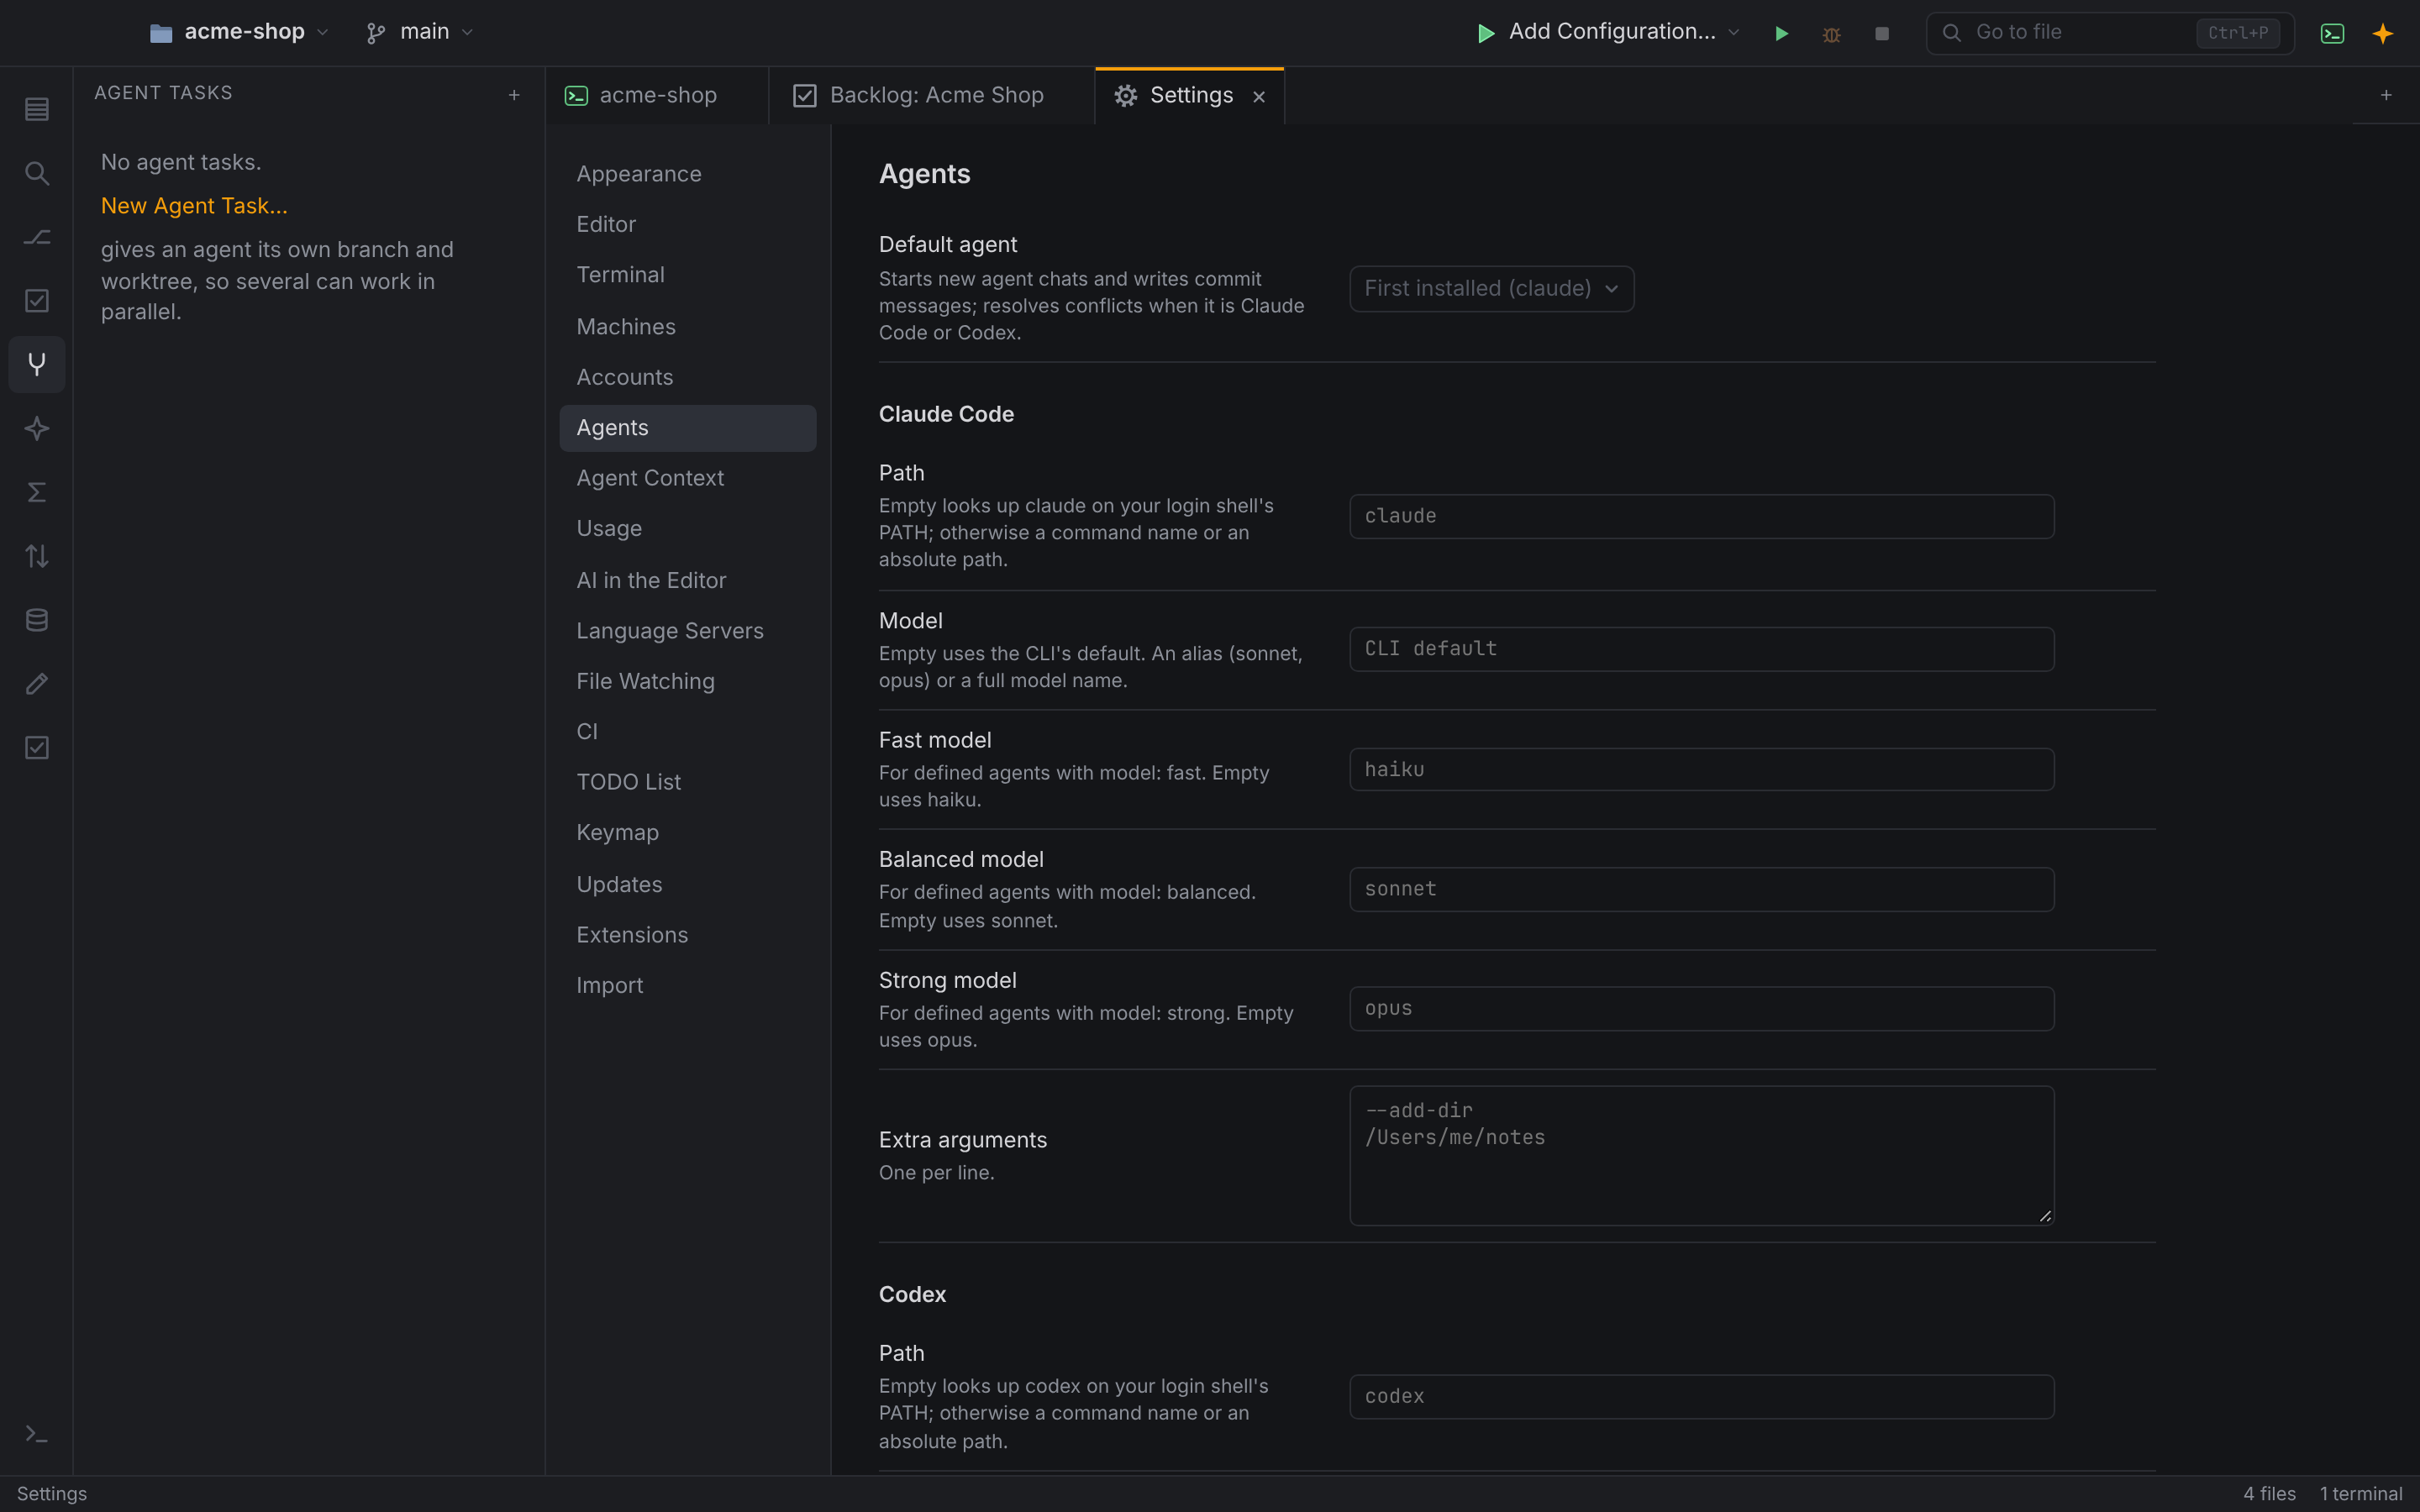 acme-shop
main
Add Configuration...
Go to file
Ctrl+P
AGENT TASKS
No agent tasks.
New Agent Task...
gives an agent its own branch and
worktree, so several can work in
parallel.
acme-shop
Backlog: Acme Shop
Settings
Appearance
Editor
Terminal
Machines
Accounts
Agents
Agent Context
Usage
AI in the Editor
Language Servers
File Watching
CI
TODO List
Keymap
Updates
Extensions
Import
Agents
Default agent
Starts new agent chats and writes commit
messages; resolves conflicts when it is Claude
Code or Codex.
First installed (claude)
Claude Code
Path
Empty looks up claude on your login shell's
PATH; otherwise a command name or an
absolute path.
claude
Model
Empty uses the CLI's default. An alias (sonnet,
opus) or a full model name.
CLI default
Fast model
For defined agents with model: fast. Empty
uses haiku.
haiku
Balanced model
For defined agents with model: balanced.
Empty uses sonnet.
sonnet
Strong model
For defined agents with model: strong. Empty
uses opus.
opus
Extra arguments
One per line.
--add-dir
/Users/me/notes
Codex
Path
Empty looks up codex on your login shell's
PATH; otherwise a command name or an
absolute path.
codex
Settings
4 files
1 terminal